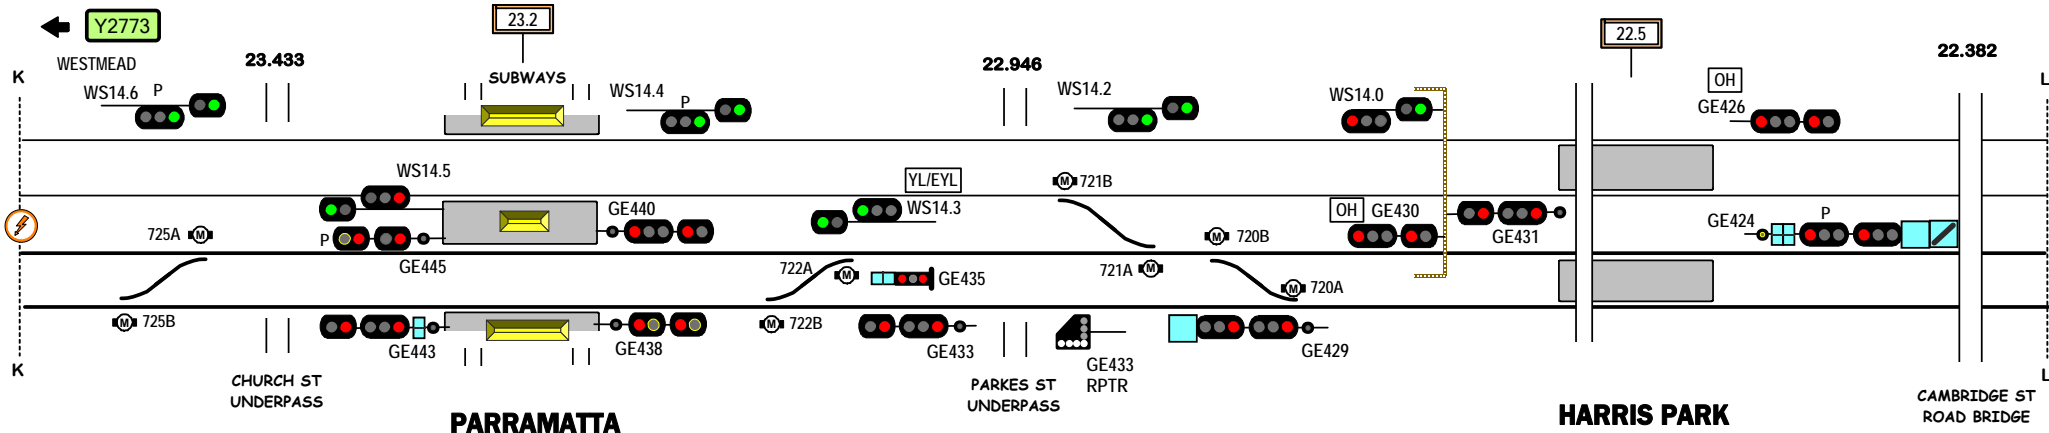 Y2773
23.2
22.5
WESTMEAD
23.433
22.946
22.382
K
SUBWAYS
OH
L
WS14.6
P
WS14.4
P
WS14.2
WS14.0
GE426
WS14.5
YL/EYL
M
721B
GE440
WS14.3
OH
GE430
P
GE424
725A
M
P
M
720B
GE431
GE445
722A
M
GE435
721A
M
M
720A
M
725B
GE443
GE438
M
722B
GE433
GE429
GE433
RPTR
K
L
CHURCH ST
UNDERPASS
PARKES ST
UNDERPASS
CAMBRIDGE ST
ROAD BRIDGE
PARRAMATTA
HARRIS PARK